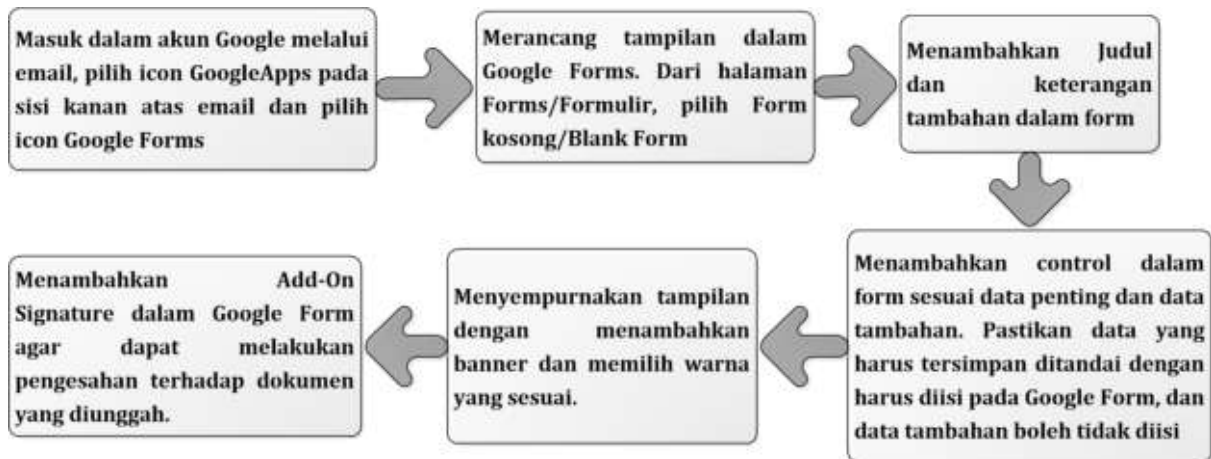 Masuk dalam akun Google melalui
email, pilih icon GoogleApps pada
sisi kanan atas email dan pilih
icon Google Forms
Merancang tampilan dalam
Google Forms. Dari halaman
Forms/Formulir, pilih Form
kosong/Blank Form
Menambahkan Judul
dan keterangan
tambahan dalam form
Menambahkan control dalam
form sesuai data penting dan data
tambahan. Pastikan data yang
harus tersimpan ditandai dengan
harus diisi pada Google Form, dan
data tambahan boleh tidak diisi
Menyempurnakan tampilan
dengan menambahkan
banner dan memilih warna
yang sesuai.
Menambahkan Add-On
Signature dalam Google Form
agar dapat melakukan
pengesahan terhadap dokumen
yang diunggah.